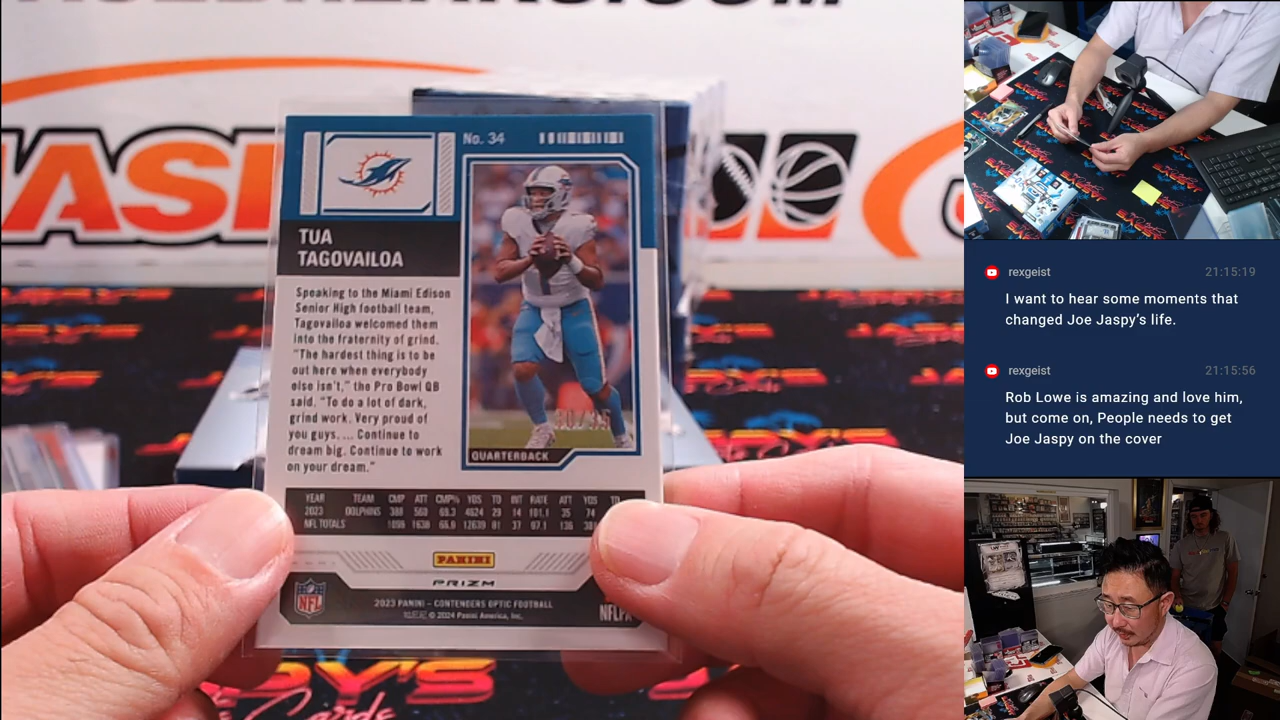 No. 34
TUA
TAGOVAILOA
Speaking to the Miami Edison
Senior High football team,
Tagovailoa welcomed them
into the fraternity of grind.
"The hardest thing is to be
out here when everybody
else isn't," the Pro Bowl QB
said. "To do a lot of dark,
grind work. Very proud of
you guys. ... Continue to
dream big. Continue to work
on your dream."
QUARTERBACK
YEAR TEAM CMP ATT CMP% YDS TD INT RATE ATT YDS TD
2023 DOLPHINS 388 560 69.3 4624 29 14 101.1 35 74
NFL TOTALS 1098 1638 81 37 97.1 136
PANINI
PRIZM
NFL
2023 PANINI – CONTENDERS OPTIC FOOTBALL
© 2024 Panini America, Inc.
rexgeist 21:15:19
I want to hear some moments that
changed Joe Jaspy's life.
rexgeist 21:15:56
Rob Lowe is amazing and love him,
but come on, People needs to get
Joe Jaspy on the cover